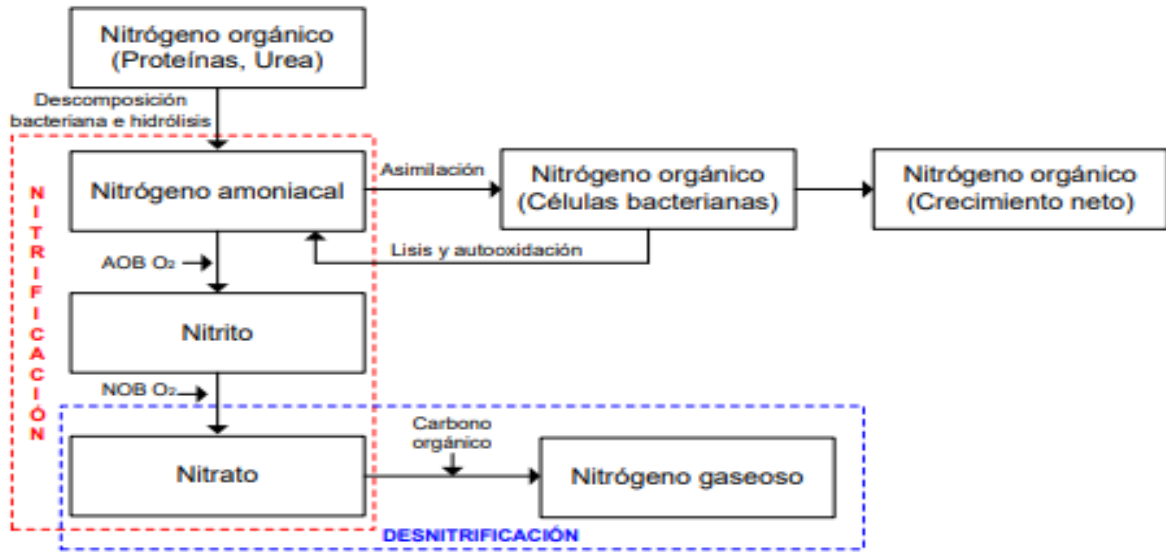 Nitrógeno orgánico
(Proteínas, Urea)
Descomposición
bacteriana e hidrólisis
NITRIFICACIÓN
Nitrógeno amoniacal
Asimilación
Nitrógeno orgánico
(Células bacterianas)
Nitrógeno orgánico
(Crecimiento neto)
Lisis y autooxidación
AOB O₂
Nitrito
NOB O₂
Nitrato
Carbono
orgánico
Nitrógeno gaseoso
DESNITRIFICACIÓN